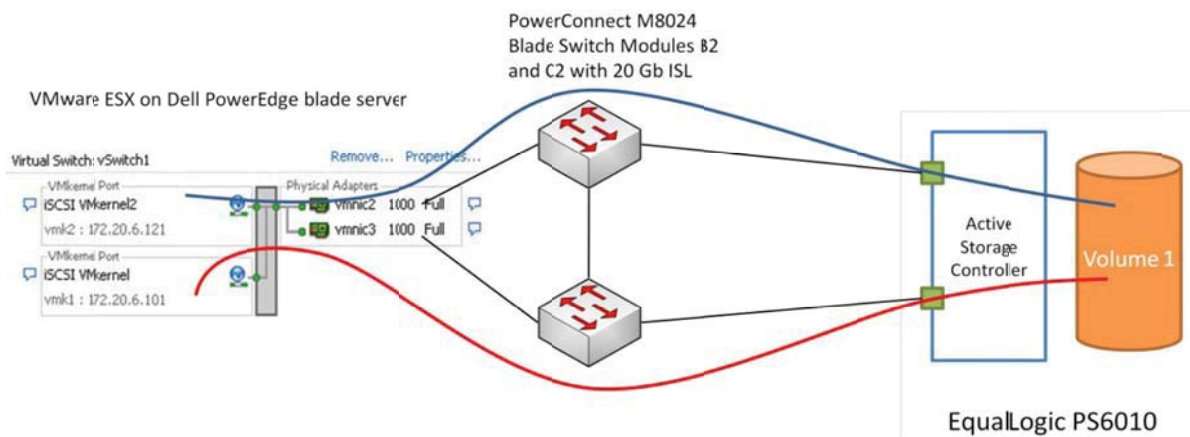 PowerConnect M8024
Blade Switch Modules B2
and C2 with 20 Gb ISL
VMware ESX on Dell PowerEdge blade server
Virtual Switch: vSwitch1
Remove... Properties...
VMkernel Port
iSCSI VMkernel2
vmk2 : 172.20.6.121
Physical Adapters
vmnic2 1000 Full
vmnic3 1000 Full
VMkernel Port
iSCSI VMkernel
vmk1 : 172.20.6.101
Active
Storage
Controller
Volume 1
EqualLogic PS6010